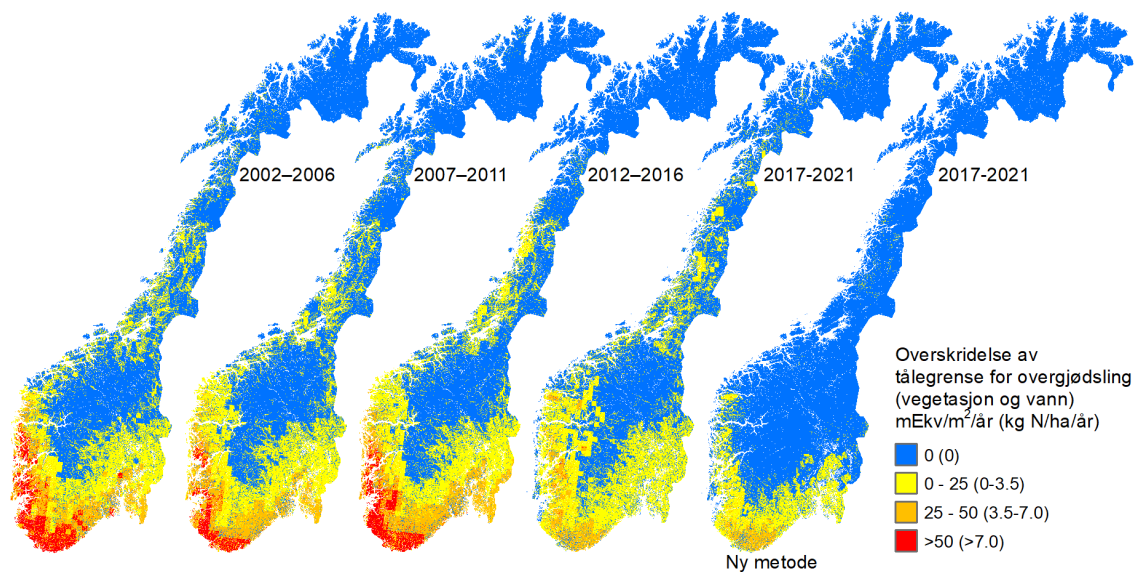 2002–2006
2007–2011
2012–2016
2017-2021
2017-2021
Overskridelse av
tålegrense for overgjødsling
(vegetasjon og vann)
mEkv/m²/år (kg N/ha/år)
0 (0)
0 - 25 (0-3.5)
25 - 50 (3.5-7.0)
>50 (>7.0)
Ny metode